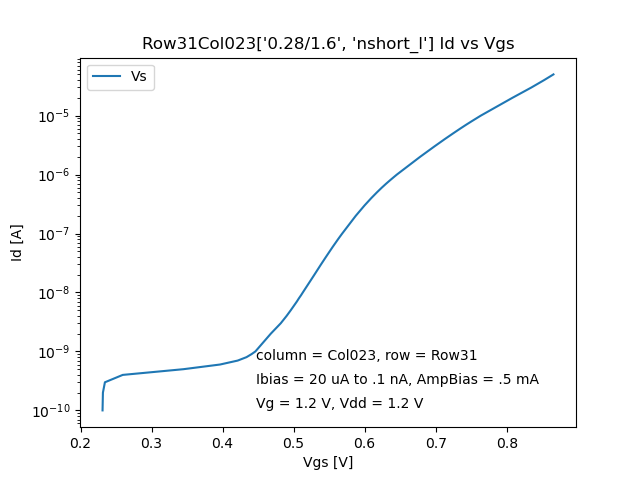 Row31Col023['0.28/1.6', 'nshort_l'] Id vs Vgs
Vs
10⁻⁵
10⁻⁶
10⁻⁷
10⁻⁸
10⁻⁹
10⁻¹⁰
Id [A]
column = Col023, row = Row31
Ibias = 20 uA to .1 nA, AmpBias = .5 mA
Vg = 1.2 V, Vdd = 1.2 V
0.2 0.3 0.4 0.5 0.6 0.7 0.8
Vgs [V]